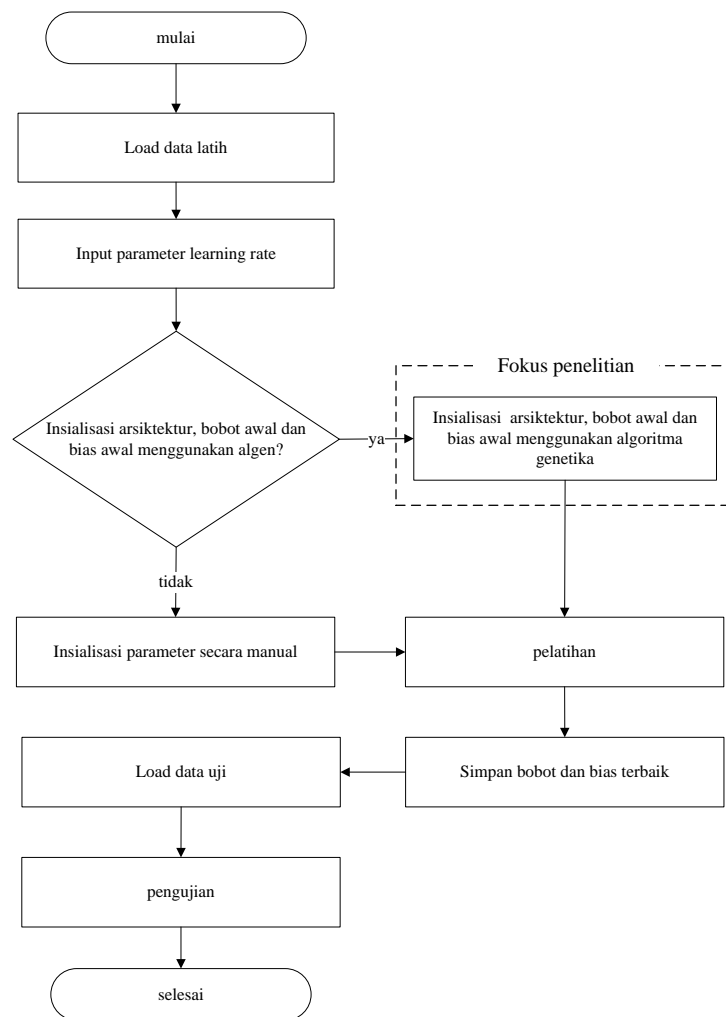 mulai
Load data latih
Input parameter learning rate
Insialisasi arsiktektur, bobot awal dan
bias awal menggunakan algen?
ya
Fokus penelitian
Insialisasi arsiktektur, bobot awal dan
bias awal menggunakan algoritma
genetika
tidak
Insialisasi parameter secara manual
pelatihan
Load data uji
Simpan bobot dan bias terbaik
pengujian
selesai